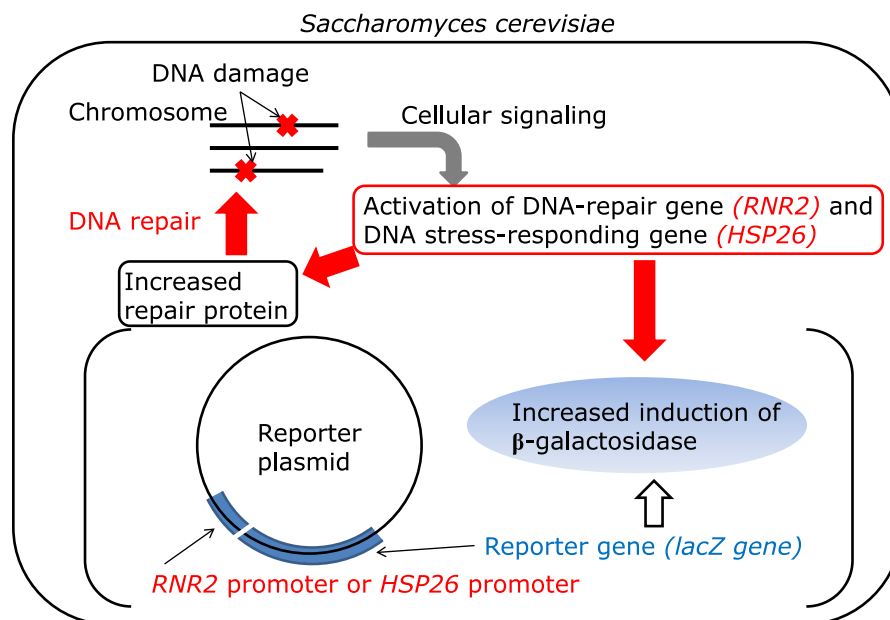 Saccharomyces cerevisiae
DNA damage
Chromosome
Cellular signaling
Activation of DNA-repair gene (RNR2) and
DNA stress-responding gene (HSP26)
DNA repair
Increased
repair protein
Reporter
plasmid
Increased induction of
β-galactosidase
Reporter gene (lacZ gene)
RNR2 promoter or HSP26 promoter